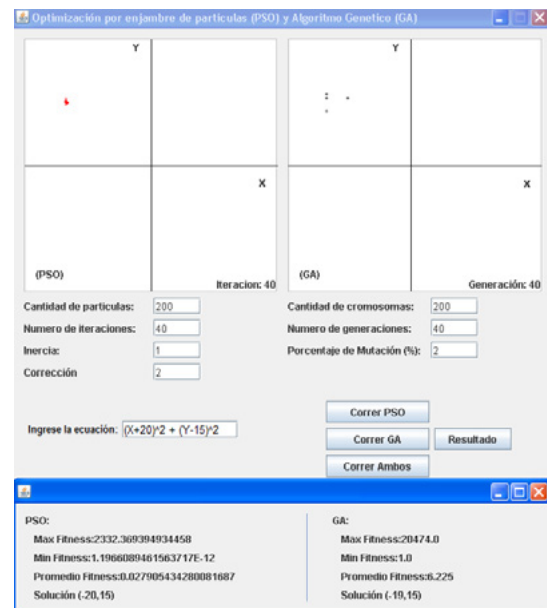 Optimización por enjambre de particulas (PSO) y Algoritmo Genetico (GA)
Y
X
(PSO)
Iteracion: 40
Y
X
(GA)
Generación: 40
Cantidad de particulas: 200
Numero de iteraciones: 40
Inercia: 1
Corrección 2
Cantidad de cromosomas: 200
Numero de generaciones: 40
Porcentaje de Mutación (%): 2
Ingrese la ecuación: (X+20)^2 + (Y-15)^2
Correr PSO
Correr GA
Resultado
Correr Ambos
PSO:
Max Fitness:2332.369394934458
Min Fitness:1.1966089461563717E-12
Promedio Fitness:0.027905434280081687
Solución (-20,15)
GA:
Max Fitness:20474.0
Min Fitness:1.0
Promedio Fitness:6.225
Solución (-19,15)